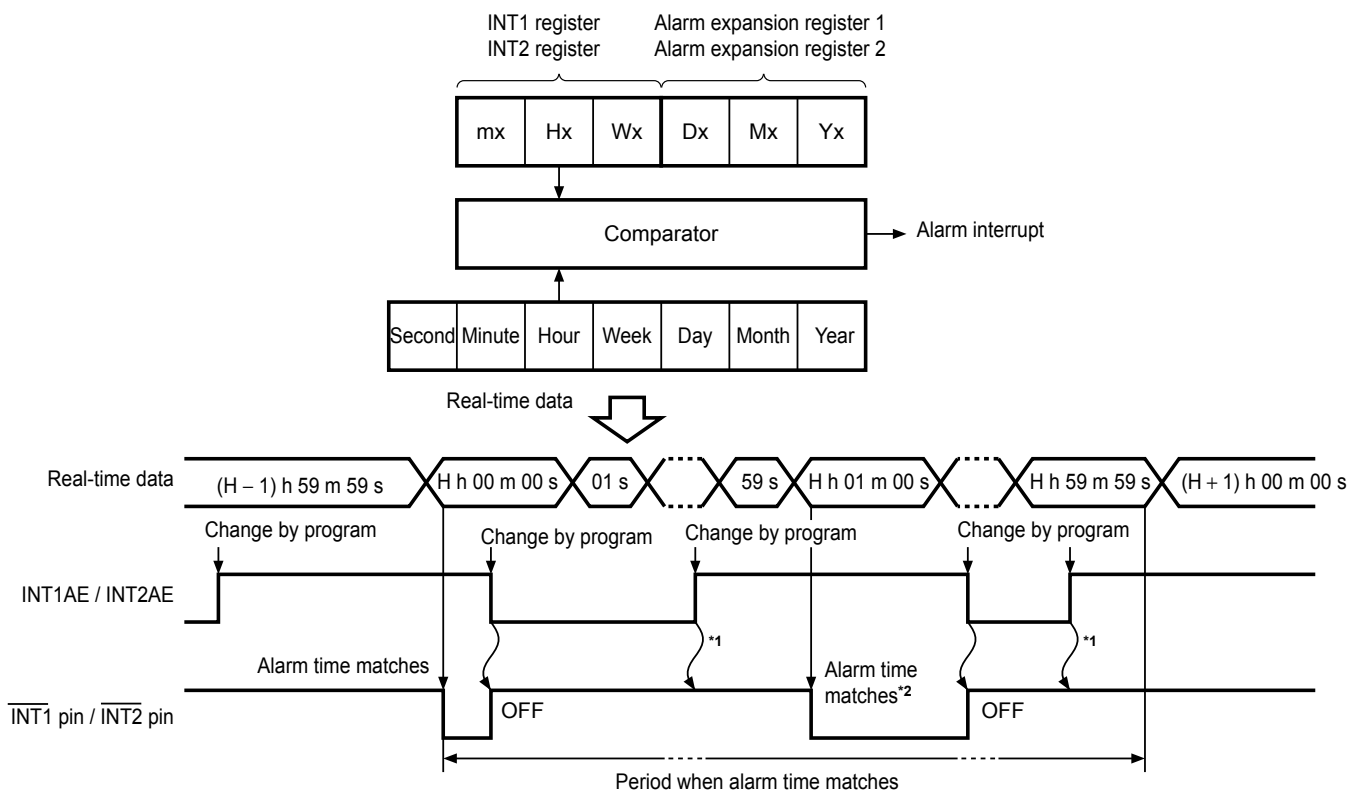 INT1 register Alarm expansion register 1
INT2 register Alarm expansion register 2
mx Hx Wx Dx Mx Yx
Comparator
Alarm interrupt
Second Minute Hour Week Day Month Year
Real-time data
Real-time data (H − 1) h 59 m 59 s H h 00 m 00 s 01 s 59 s H h 01 m 00 s H h 59 m 59 s (H + 1) h 00 m 00 s
Change by program Change by program Change by program Change by program
INT1AE / INT2AE
*1 *1
Alarm time matches Alarm time
matches*2
INT1 pin / INT2 pin OFF OFF
Period when alarm time matches